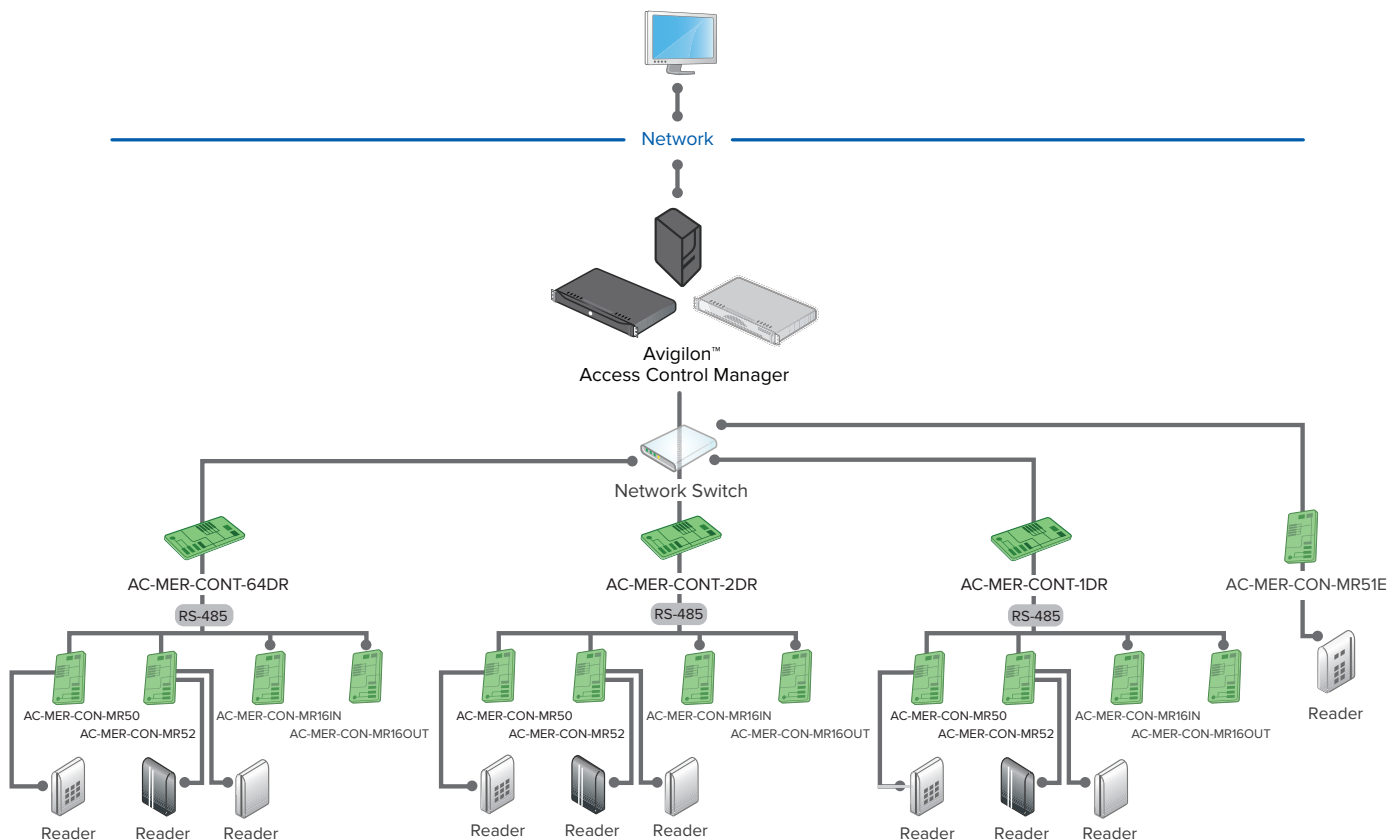 Network
Avigilon™
Access Control Manager
Network Switch
AC-MER-CONT-64DR
AC-MER-CONT-2DR
AC-MER-CONT-1DR
AC-MER-CON-MR51E
RS-485
RS-485
RS-485
AC-MER-CON-MR50
AC-MER-CON-MR16IN
AC-MER-CON-MR52
AC-MER-CON-MR16OUT
AC-MER-CON-MR50
AC-MER-CON-MR16IN
AC-MER-CON-MR52
AC-MER-CON-MR16OUT
AC-MER-CON-MR50
AC-MER-CON-MR16IN
AC-MER-CON-MR52
AC-MER-CON-MR16OUT
Reader
Reader
Reader
Reader
Reader
Reader
Reader
Reader
Reader
Reader